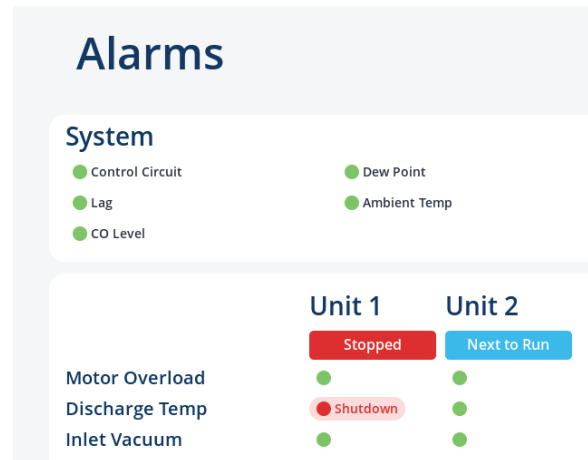 Alarms
System
Control Circuit
Dew Point
Lag
Ambient Temp
CO Level
Unit 1
Unit 2
Stopped
Next to Run
Motor Overload
Discharge Temp
Shutdown
Inlet Vacuum